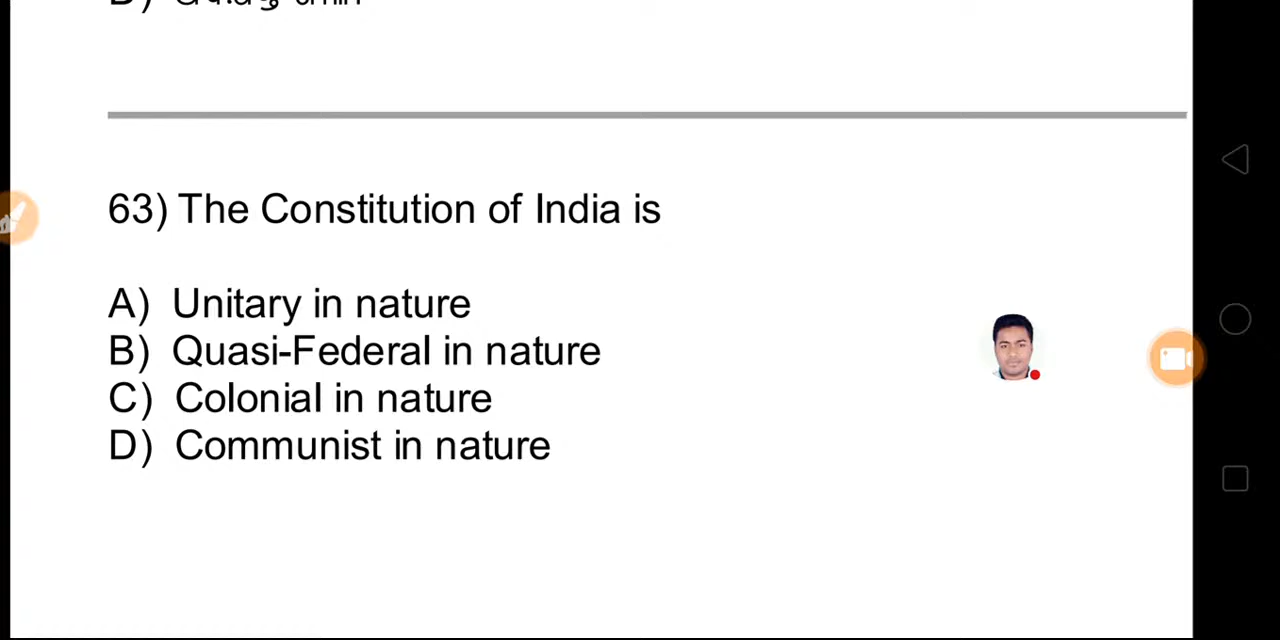 63) The Constitution of India is
A) Unitary in nature
B) Quasi-Federal in nature
C) Colonial in nature
D) Communist in nature